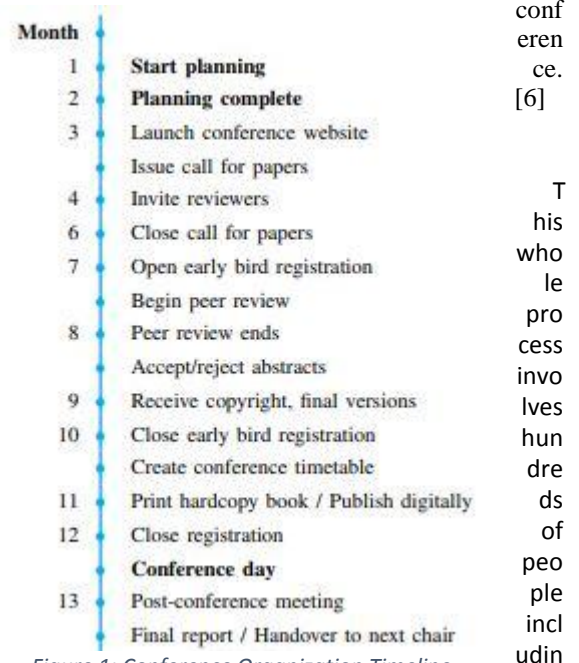 Month
1 Start planning
2 Planning complete
3 Launch conference website
Issue call for papers
4 Invite reviewers
6 Close call for papers
7 Open early bird registration
Begin peer review
8 Peer review ends
Accept/reject abstracts
9 Receive copyright, final versions
10 Close early bird registration
Create conference timetable
11 Print hardcopy book / Publish digitally
12 Close registration
Conference day
13 Post-conference meeting
Final report / Handover to next chair
Figure 1: Conference Organization Timeline
conf
eren
ce.
[6]
T
his
who
le
pro
cess
invo
lves
hun
dre
ds
of
peo
ple
incl
udin